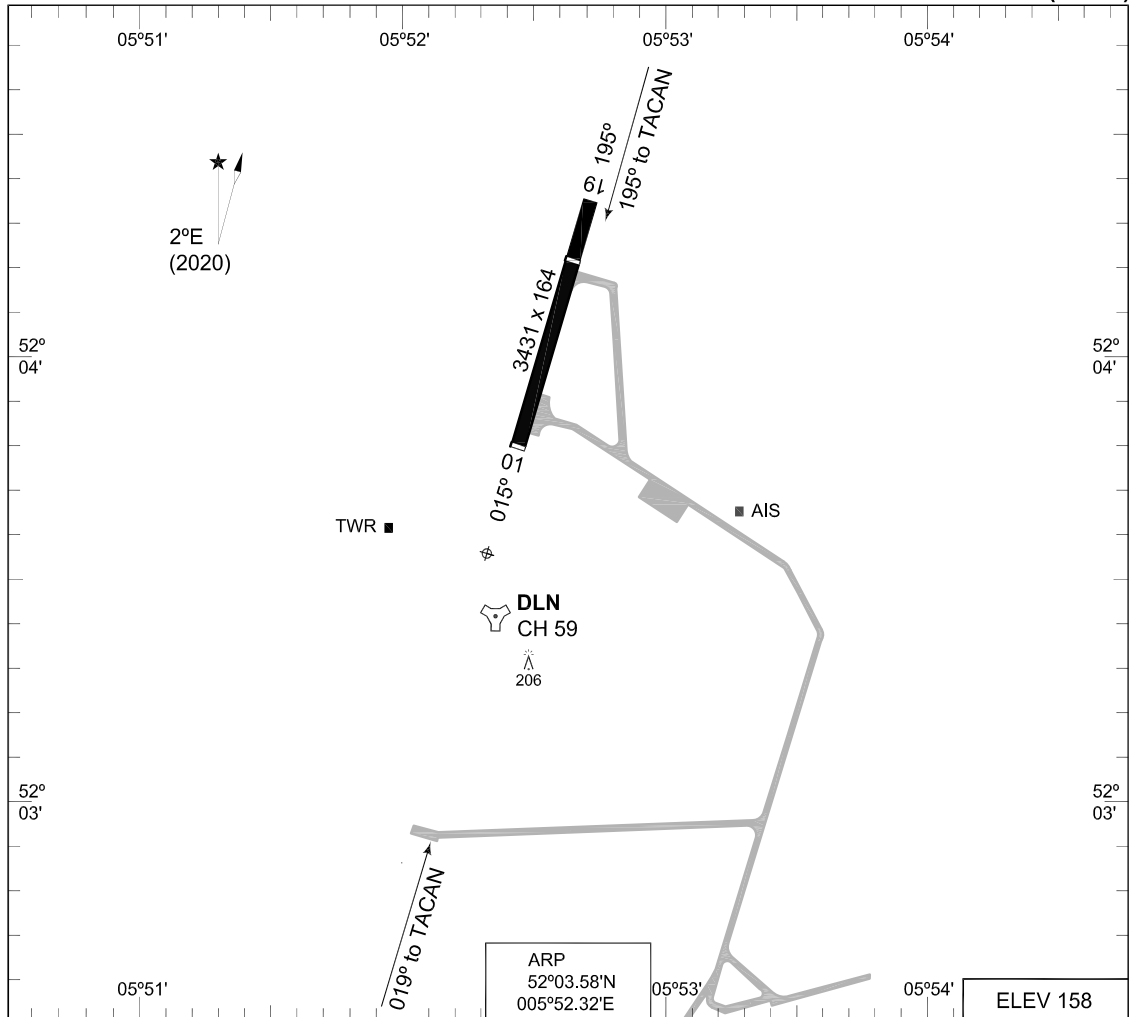 05º51'
05º52'
05º53'
05º54'
195º to TACAN
195º
19
2ºE
(2020)
3431 x 164
52º
04'
52º
04'
01
015º
TWR
AIS
DLN
CH 59
206
52º
03'
52º
03'
019º to TACAN
ARP
52º03.58'N
005º52.32'E
05º51'
05º53'
05º54'
ELEV 158